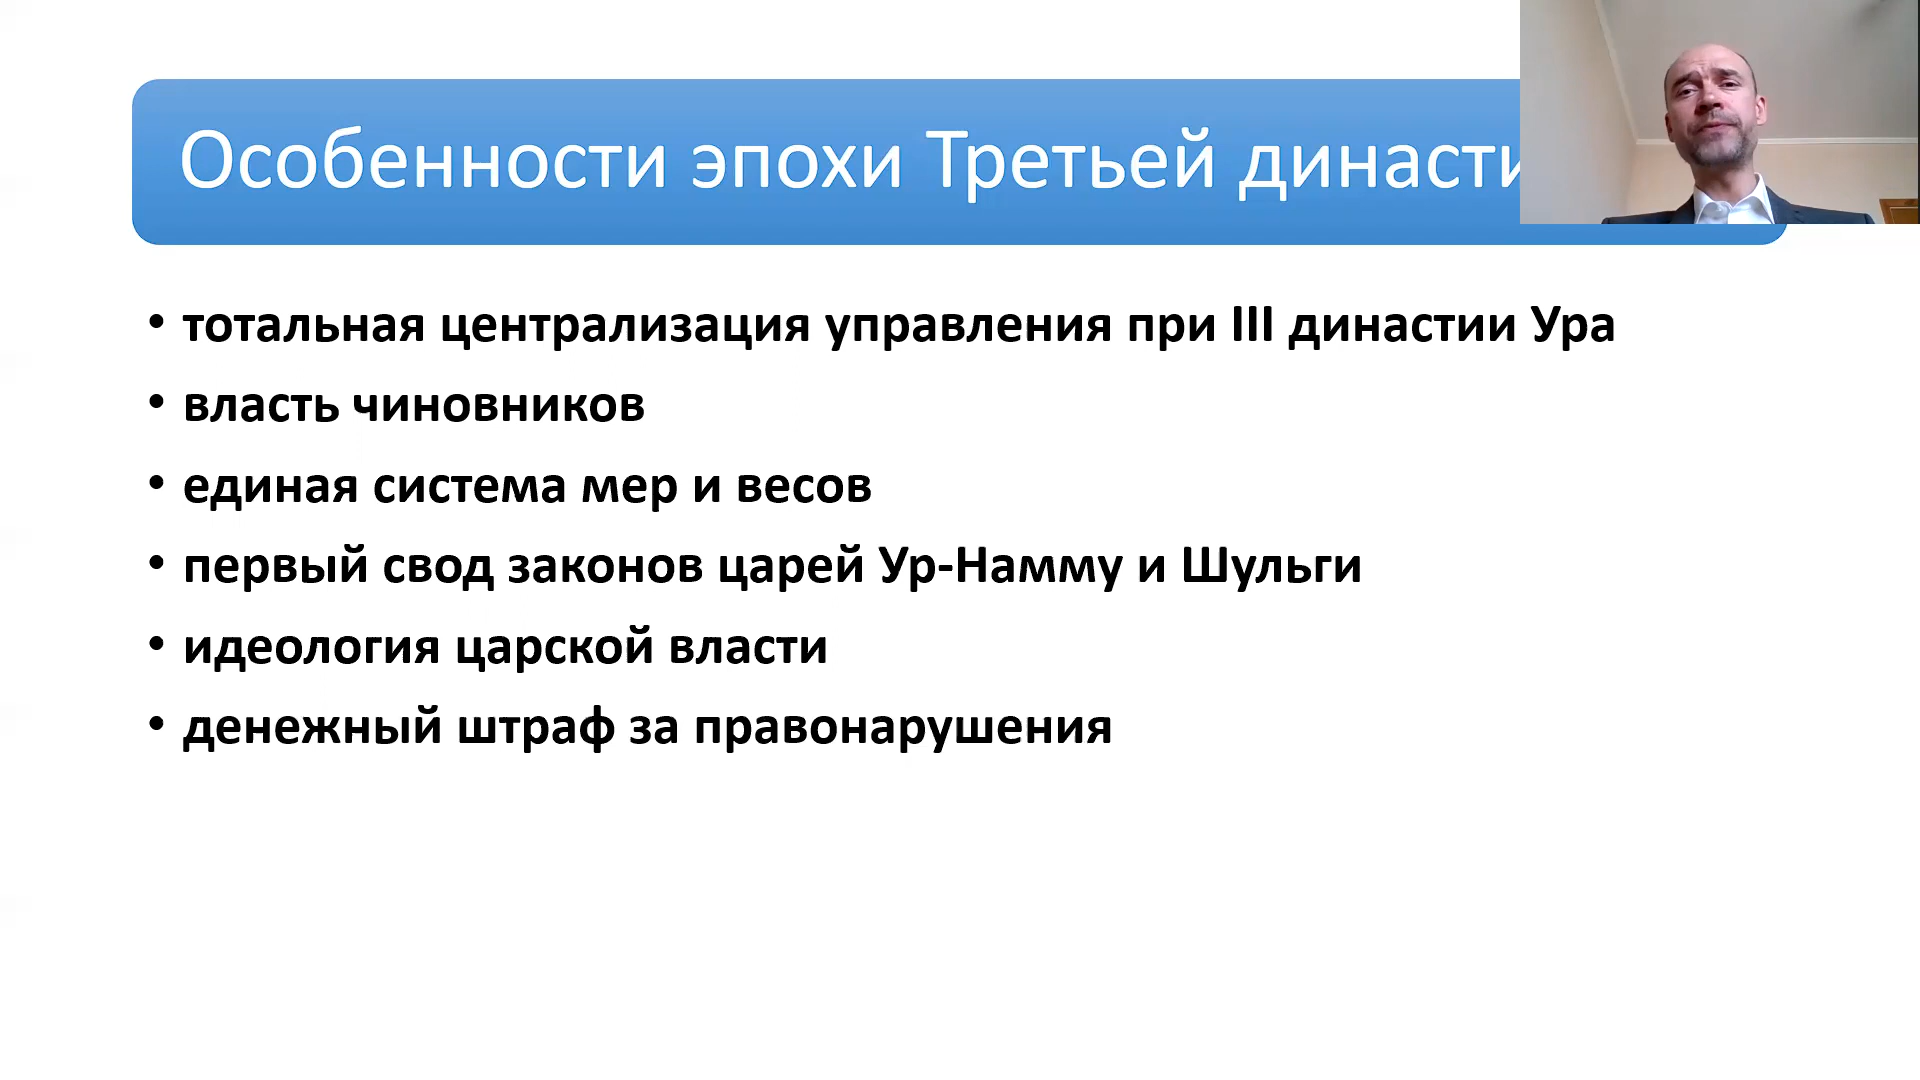 Особенности эпохи Третьей
• тотальная централизация управления при III династии Ура
• власть чиновников
• единая система мер и весов
• первый свод законов царей Ур-Намму и Шульги
• идеология царской власти
• денежный штраф за правонарушения